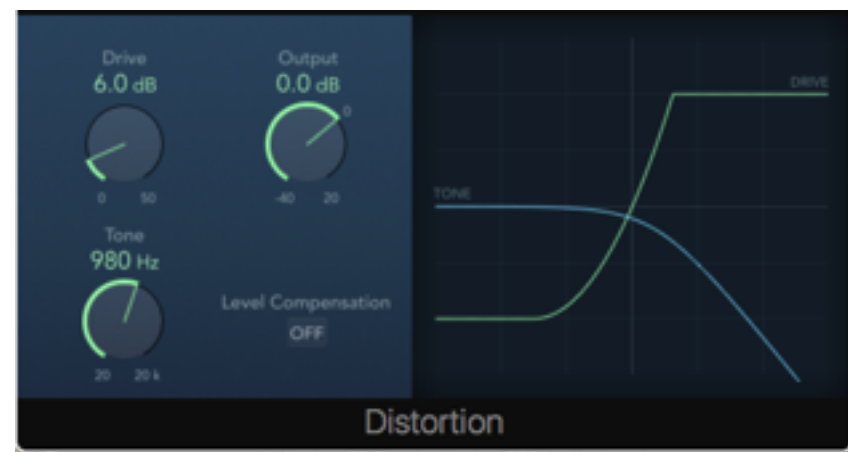 Drive
6.0 dB
0 50
Output
0.0 dB
0
-40 20
Tone
980 Hz
20 20 k
Level Compensation
OFF
DRIVE
TONE
Distortion